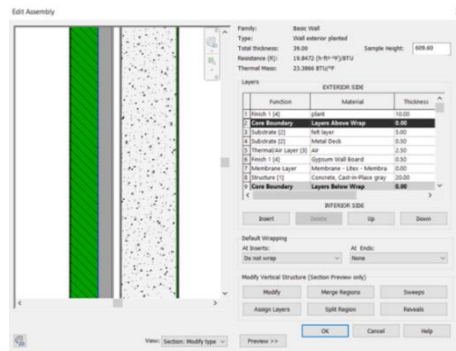 Edit Assembly
Family: Basic Wall
Type: Wall exterior planted
Total thickness: 39.00 Sample Height: 609.60
Resistance (R): 19.8472 (h·ft²·°F)/BTU
Thermal Mass: 23.3866 BTU/°F
Layers
EXTERIOR SIDE
Function Material Thickness
1 Finish 1 [4] plant 10.00
2 Core Boundary Layers Above Wrap 0.00
3 Substrate [2] felt layer 5.00
4 Substrate [2] Metal Deck 0.50
5 Thermal/Air Layer [3] Air 2.50
6 Finish 1 [4] Gypsum Wall Board 0.50
7 Membrane Layer Membrane - Litex - Membra 0.00
8 Structure [1] Concrete, Cast-in-Place gray 20.00
9 Core Boundary Layers Below Wrap 0.00
INTERIOR SIDE
Insert Delete Up Down
Default Wrapping
At Inserts: At Ends:
Do not wrap None
Modify Vertical Structure (Section Preview only)
Modify Merge Regions Sweeps
Assign Layers Split Region Reveals
OK Cancel Help
View: Section: Modify type Preview >>